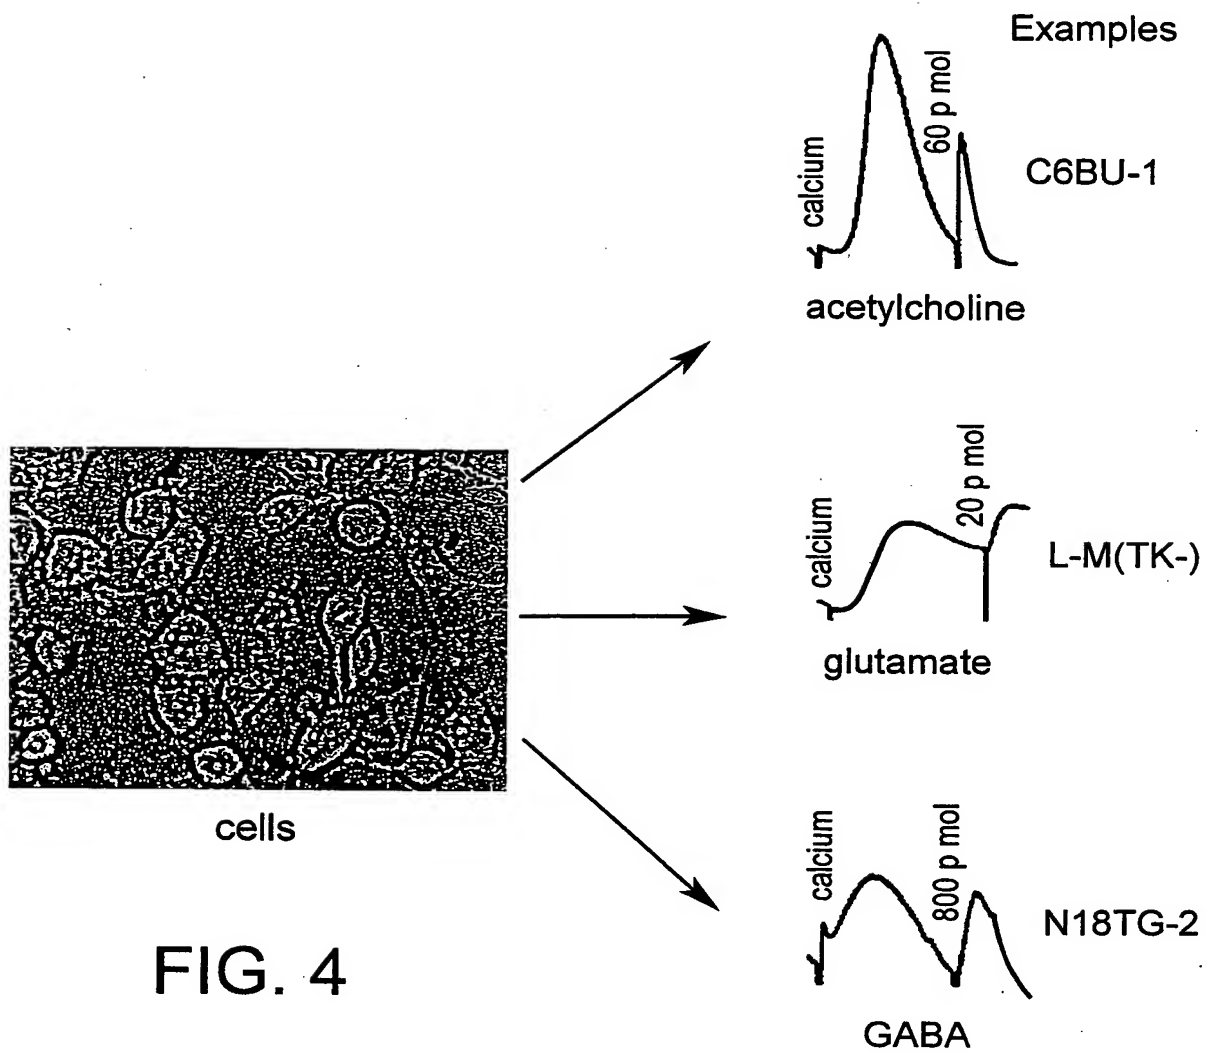 Examples
calcium
60 p mol
C6BU-1
acetylcholine
calcium
20 p mol
L-M(TK-)
glutamate
cells
calcium
800 p mol
N18TG-2
GABA
FIG. 4